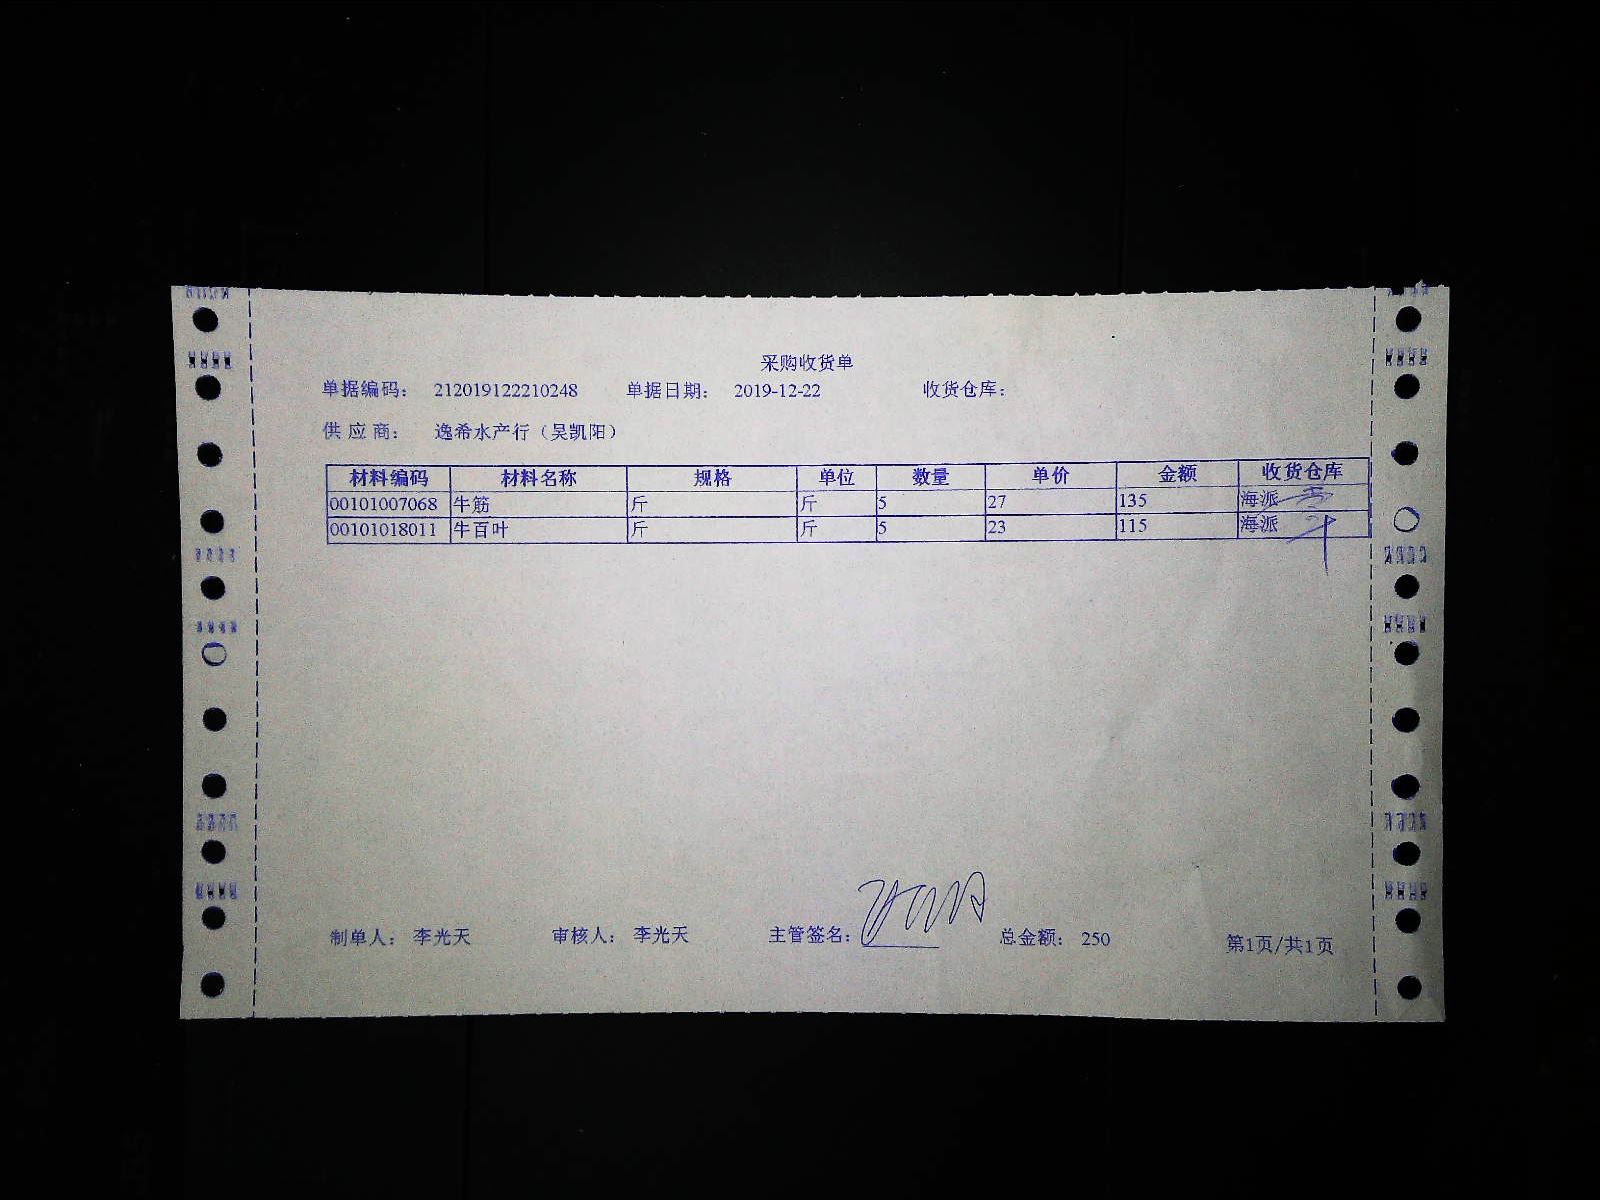 采购收货单
单据编码： 212019122210248 单据日期： 2019-12-22 收货仓库：
供应商： 逸希水产行（吴凯阳）
材料编码 材料名称 规格 单位 数量 单价 金额 收货仓库
00101007068 牛筋 斤 斤 5 27 135 海派
00101018011 牛百叶 斤 斤 5 23 115 海派
制单人： 李光天 审核人： 李光天 主管签名： 总金额： 250 第1页/共1页